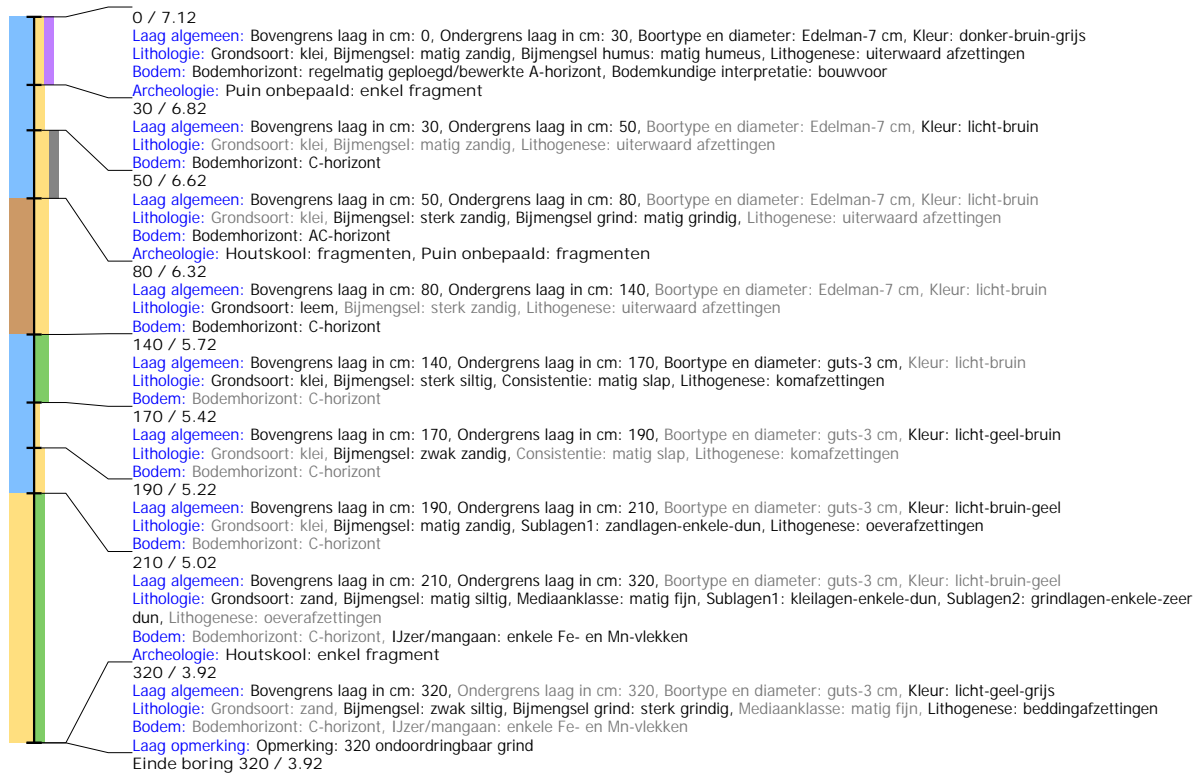 0 / 7.12
Laag algemeen: Bovengrens laag in cm: 0, Ondergrens laag in cm: 30, Boortype en diameter: Edelman-7 cm, Kleur: donker-bruin-grijs
Lithologie: Grondsoort: klei, Bijmengsel: matig zandig, Bijmengsel humus: matig humeus, Lithogenese: uiterwaard afzettingen
Bodem: Bodemhorizont: regelmatig geploegd/bewerkte A-horizont, Bodemkundige interpretatie: bouwvoor
Archeologie: Puin onbepaald: enkel fragment
30 / 6.82
Laag algemeen: Bovengrens laag in cm: 30, Ondergrens laag in cm: 50, Boortype en diameter: Edelman-7 cm, Kleur: licht-bruin
Lithologie: Grondsoort: klei, Bijmengsel: matig zandig, Lithogenese: uiterwaard afzettingen
Bodem: Bodemhorizont: C-horizont
50 / 6.62
Laag algemeen: Bovengrens laag in cm: 50, Ondergrens laag in cm: 80, Boortype en diameter: Edelman-7 cm, Kleur: licht-bruin
Lithologie: Grondsoort: klei, Bijmengsel: sterk zandig, Bijmengsel grind: matig grindig, Lithogenese: uiterwaard afzettingen
Bodem: Bodemhorizont: AC-horizont
Archeologie: Houtskool: fragmenten, Puin onbepaald: fragmenten
80 / 6.32
Laag algemeen: Bovengrens laag in cm: 80, Ondergrens laag in cm: 140, Boortype en diameter: Edelman-7 cm, Kleur: licht-bruin
Lithologie: Grondsoort: leem, Bijmengsel: sterk zandig, Lithogenese: uiterwaard afzettingen
Bodem: Bodemhorizont: C-horizont
140 / 5.72
Laag algemeen: Bovengrens laag in cm: 140, Ondergrens laag in cm: 170, Boortype en diameter: guts-3 cm, Kleur: licht-bruin
Lithologie: Grondsoort: klei, Bijmengsel: sterk siltig, Consistentie: matig slap, Lithogenese: komafzettingen
Bodem: Bodemhorizont: C-horizont
170 / 5.42
Laag algemeen: Bovengrens laag in cm: 170, Ondergrens laag in cm: 190, Boortype en diameter: guts-3 cm, Kleur: licht-geel-bruin
Lithologie: Grondsoort: klei, Bijmengsel: zwak zandig, Consistentie: matig slap, Lithogenese: komafzettingen
Bodem: Bodemhorizont: C-horizont
190 / 5.22
Laag algemeen: Bovengrens laag in cm: 190, Ondergrens laag in cm: 210, Boortype en diameter: guts-3 cm, Kleur: licht-bruin-geel
Lithologie: Grondsoort: klei, Bijmengsel: matig zandig, Sublagen1: zandlagen-enkele-dun, Lithogenese: oeverafzettingen
Bodem: Bodemhorizont: C-horizont
210 / 5.02
Laag algemeen: Bovengrens laag in cm: 210, Ondergrens laag in cm: 320, Boortype en diameter: guts-3 cm, Kleur: licht-bruin-geel
Lithologie: Grondsoort: zand, Bijmengsel: matig siltig, Mediaanklasse: matig fijn, Sublagen1: kleilagen-enkele-dun, Sublagen2: grindlagen-enkele-zeer
dun, Lithogenese: oeverafzettingen
Bodem: Bodemhorizont: C-horizont, IJzer/mangaan: enkele Fe- en Mn-vlekken
Archeologie: Houtskool: enkel fragment
320 / 3.92
Laag algemeen: Bovengrens laag in cm: 320, Ondergrens laag in cm: 320, Boortype en diameter: guts-3 cm, Kleur: licht-geel-grijs
Lithologie: Grondsoort: zand, Bijmengsel: zwak siltig, Bijmengsel grind: sterk grindig, Mediaanklasse: matig fijn, Lithogenese: beddingafzettingen
Bodem: Bodemhorizont: C-horizont, IJzer/mangaan: enkele Fe- en Mn-vlekken
Laag opmerking: Opmerking: 320 ondoordringbaar grind
Einde boring 320 / 3.92